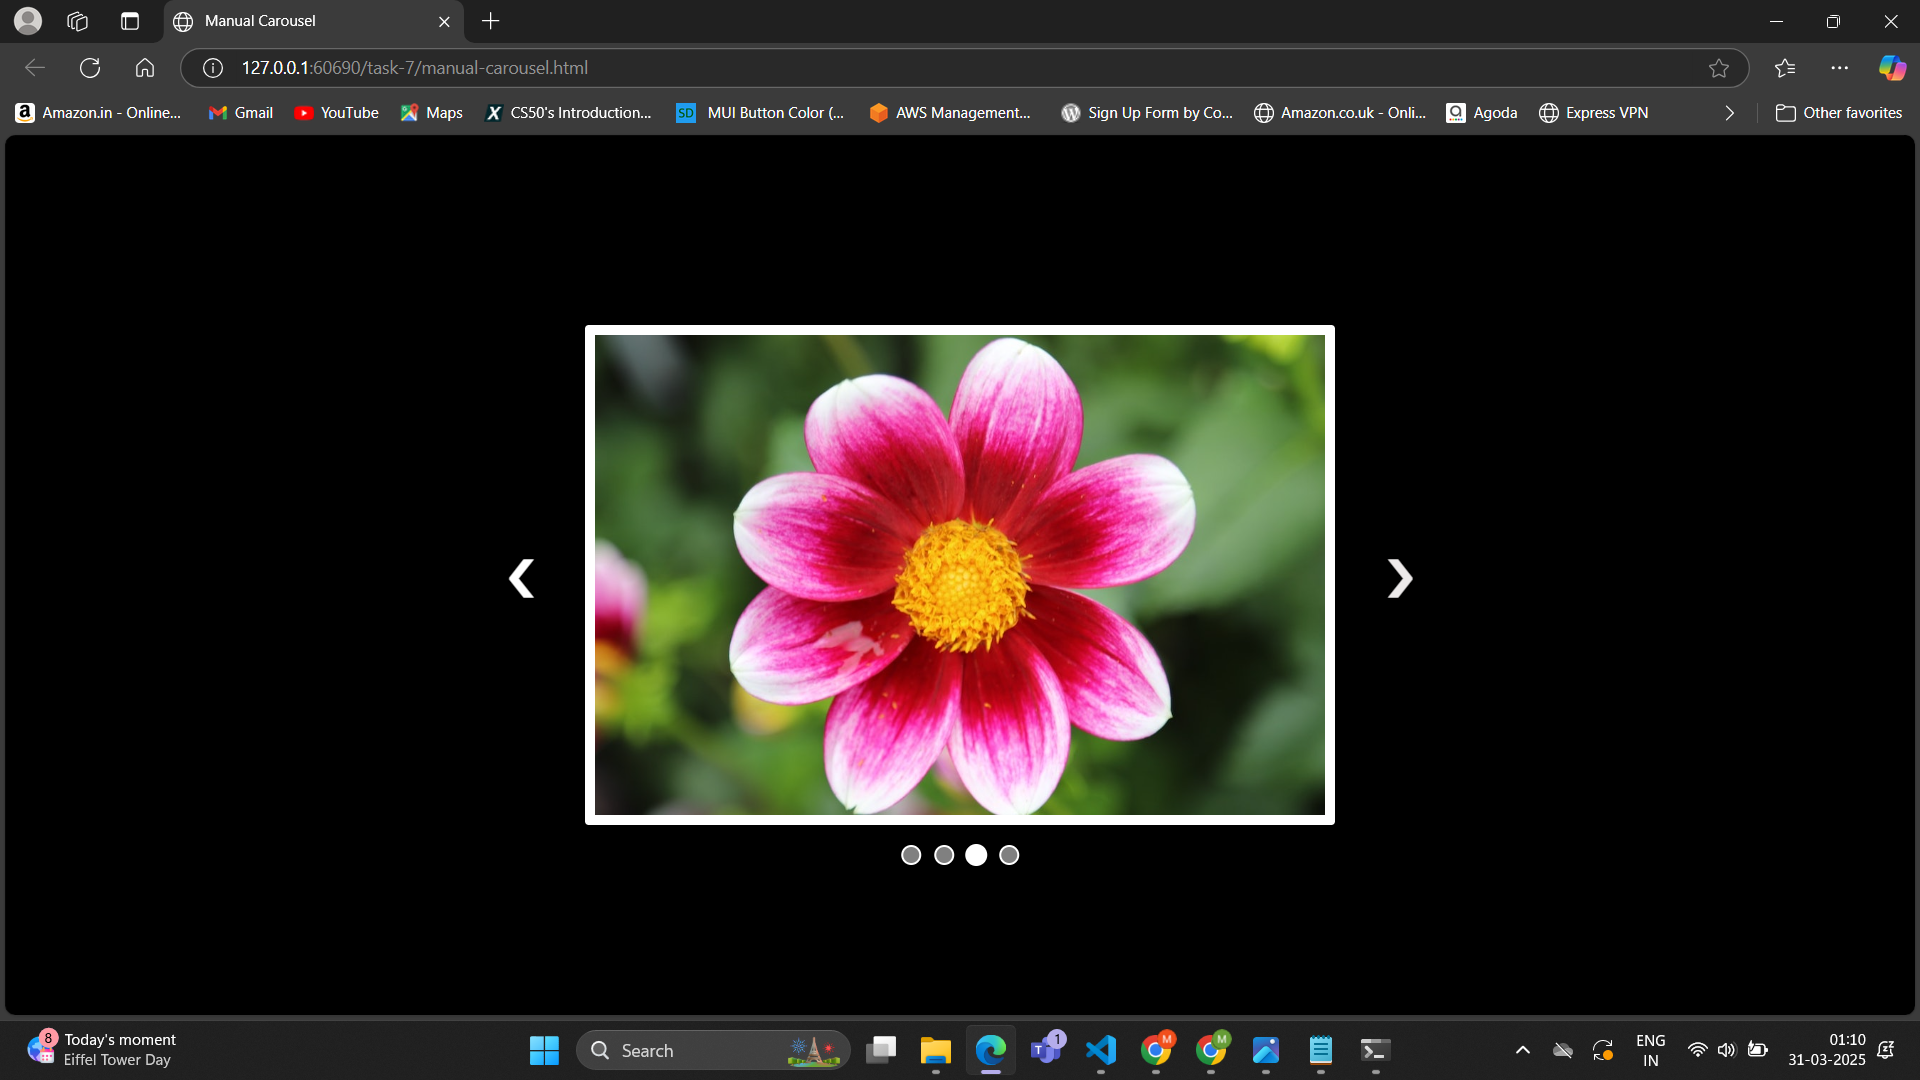 Manual Carousel
127.0.0.1:60690/task-7/manual-carousel.html
Amazon.in - Online... Gmail YouTube Maps CS50's Introduction... SD MUI Button Color (... AWS Management... Sign Up Form by Co... Amazon.co.uk - Onli... Agoda Express VPN Other favorites
8 Today's moment
Eiffel Tower Day
Search
1
M
M
ENG
IN
01:10
31-03-2025